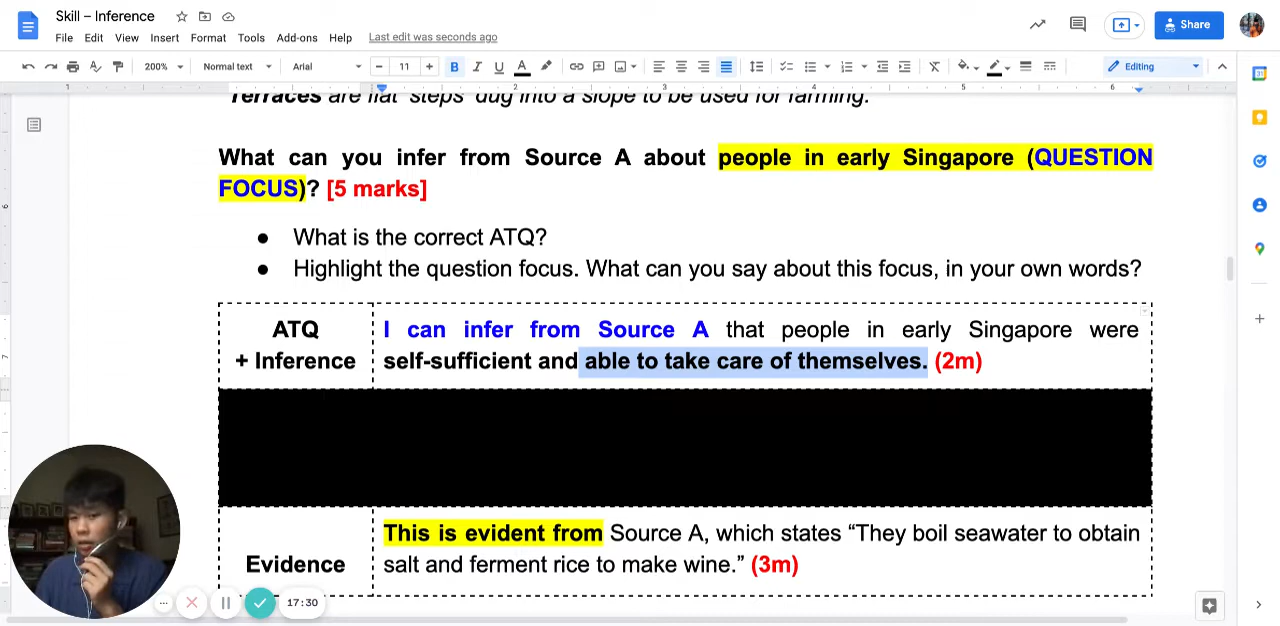 Skill – Inference
File Edit View Insert Format Tools Add-ons Help Last edit was seconds ago
Share
200% Normal text Arial 11 B I U A Editing
1 2 3 4 5 6
Terraces are flat 'steps' dug into a slope to be used for farming.
What can you infer from Source A about people in early Singapore (QUESTION
FOCUS)? [5 marks]
● What is the correct ATQ?
● Highlight the question focus. What can you say about this focus, in your own words?
ATQ
+ Inference
I can infer from Source A that people in early Singapore were
self-sufficient and able to take care of themselves. (2m)
Evidence
This is evident from Source A, which states “They boil seawater to obtain
salt and ferment rice to make wine.” (3m)
17:30